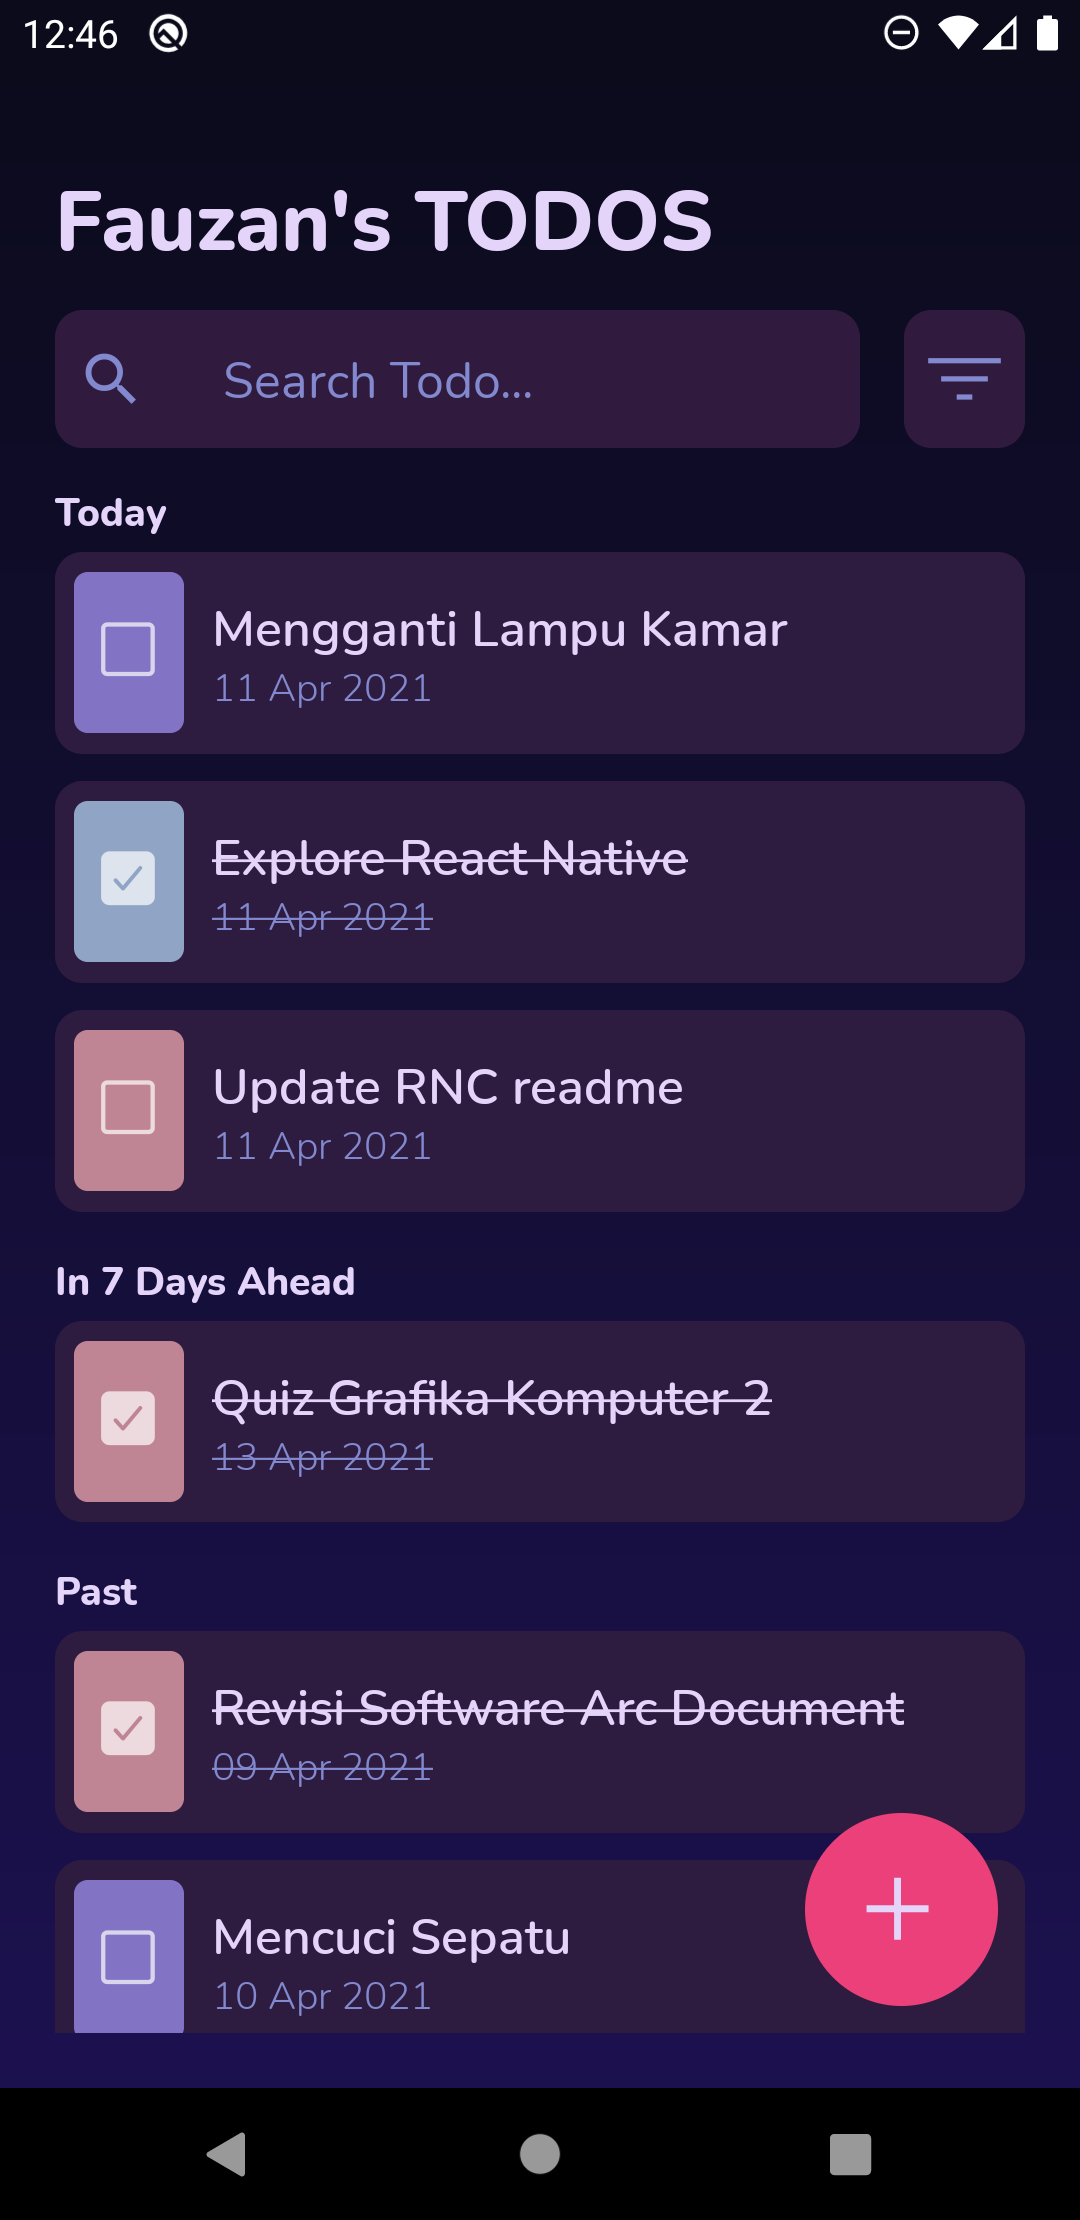 12:46
Fauzan's TODOS
Search Todo...
Today
Mengganti Lampu Kamar
11 Apr 2021
Explore React Native
11 Apr 2021
Update RNC readme
11 Apr 2021
In 7 Days Ahead
Quiz Grafika Komputer 2
13 Apr 2021
Past
Revisi Software Arc Document
09 Apr 2021
Mencuci Sepatu
10 Apr 2021